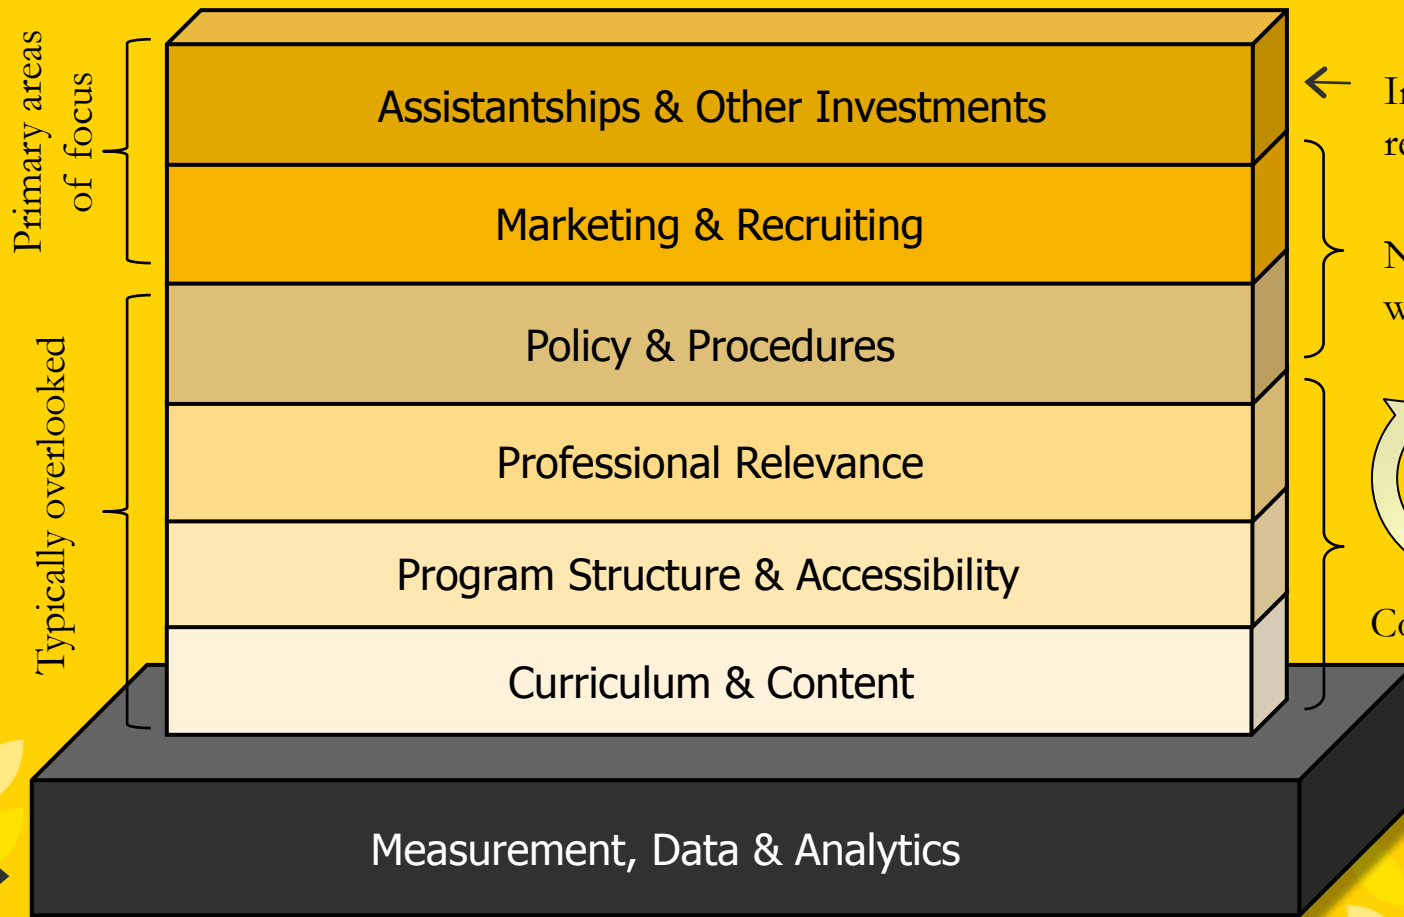 Primary areas
of focus
Assistantships & Other Investments
Marketing & Recruiting
Typically overlooked
Policy & Procedures
Professional Relevance
Program Structure & Accessibility
Curriculum & Content
Measurement, Data & Analytics